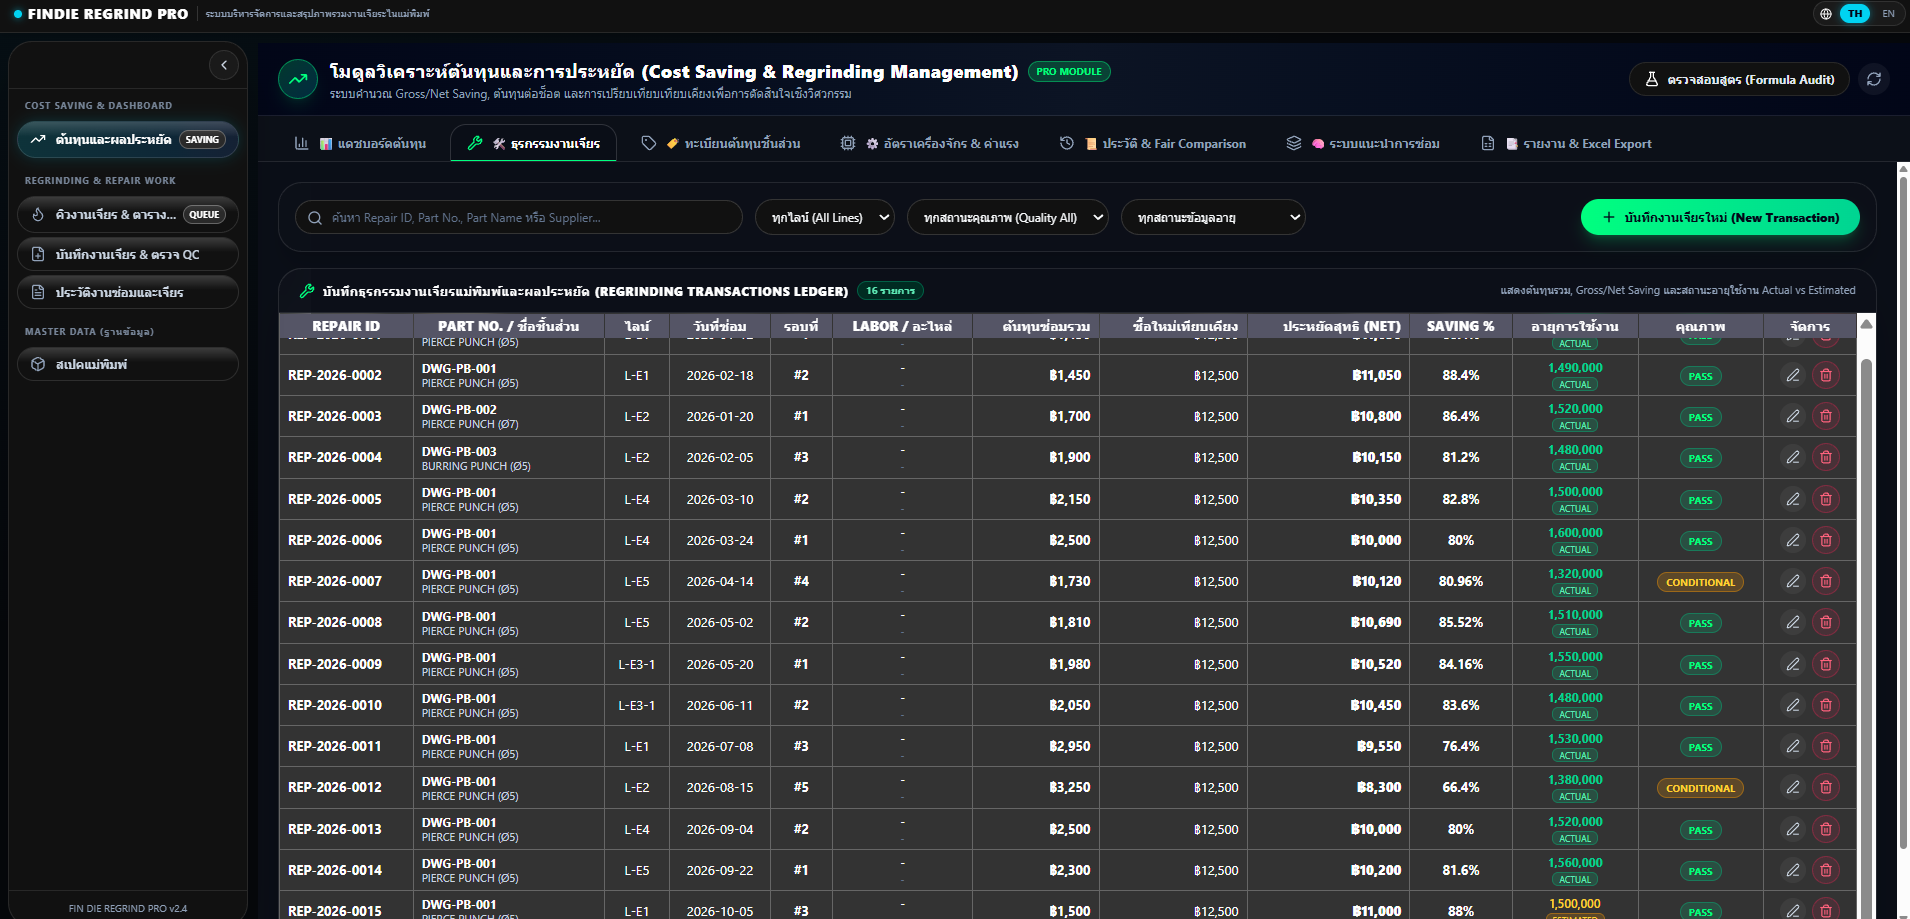 FINDIE REGRIND PRO
ระบบบริหารจัดการและสรุปภาพรวมงานเจียระไนแม่พิมพ์
TH EN
COST SAVING & DASHBOARD
ต้นทุนและผลประหยัด SAVING
REGRINDING & REPAIR WORK
คิวงานเจียร & ตาราง... QUEUE
บันทึกงานเจียร & ตรวจ QC
ประวัติงานซ่อมและเจียร
MASTER DATA (ฐานข้อมูล)
สเปคแม่พิมพ์
FIN DIE REGRIND PRO v2.4
โมดูลวิเคราะห์ต้นทุนและการประหยัด (Cost Saving & Regrinding Management) PRO MODULE
ระบบคำนวณ Gross/Net Saving, ต้นทุนต่อช็อต และการเปรียบเทียบเทียบเคียงเพื่อการตัดสินใจเชิงวิศวกรรม
ตรวจสอบสูตร (Formula Audit)
แดชบอร์ดต้นทุน
ธุรกรรมงานเจียร
ทะเบียนต้นทุนชิ้นส่วน
อัตราเครื่องจักร & ค่าแรง
ประวัติ & Fair Comparison
ระบบแนะนำการซ่อม
รายงาน & Excel Export
ค้นหา Repair ID, Part No., Part Name หรือ Supplier...
ทุกไลน์ (All Lines)
ทุกสถานะคุณภาพ (Quality All)
ทุกสถานะข้อมูลอายุ
+ บันทึกงานเจียรใหม่ (New Transaction)
บันทึกธุรกรรมงานเจียรแม่พิมพ์และผลประหยัด (REGRINDING TRANSACTIONS LEDGER) 16 รายการ
แสดงต้นทุนรวม, Gross/Net Saving และสถานะอายุใช้งาน Actual vs Estimated
REPAIR ID PART NO. / ชื่อชิ้นส่วน ไลน์ วันที่ซ่อม รอบที่ LABOR / อะไหล่ ต้นทุนซ่อมรวม ซื้อใหม่เทียบเคียง ประหยัดสุทธิ (NET) SAVING % อายุการใช้งาน คุณภาพ จัดการ
PIERCE PUNCH (Ø5) - ACTUAL
REP-2026-0002 DWG-PB-001 L-E1 2026-02-18 #2 - ฿1,450 ฿12,500 ฿11,050 88.4% 1,490,000 PASS
PIERCE PUNCH (Ø5) - ACTUAL
REP-2026-0003 DWG-PB-002 L-E2 2026-01-20 #1 - ฿1,700 ฿12,500 ฿10,800 86.4% 1,520,000 PASS
PIERCE PUNCH (Ø7) - ACTUAL
REP-2026-0004 DWG-PB-003 L-E2 2026-02-05 #3 - ฿1,900 ฿12,500 ฿10,150 81.2% 1,480,000 PASS
BURRING PUNCH (Ø5) - ACTUAL
REP-2026-0005 DWG-PB-001 L-E4 2026-03-10 #2 - ฿2,150 ฿12,500 ฿10,350 82.8% 1,500,000 PASS
PIERCE PUNCH (Ø5) - ACTUAL
REP-2026-0006 DWG-PB-001 L-E4 2026-03-24 #1 - ฿2,500 ฿12,500 ฿10,000 80% 1,600,000 PASS
PIERCE PUNCH (Ø5) - ACTUAL
REP-2026-0007 DWG-PB-001 L-E5 2026-04-14 #4 - ฿1,730 ฿12,500 ฿10,120 80.96% 1,320,000 CONDITIONAL
PIERCE PUNCH (Ø5) - ACTUAL
REP-2026-0008 DWG-PB-001 L-E5 2026-05-02 #2 - ฿1,810 ฿12,500 ฿10,690 85.52% 1,510,000 PASS
PIERCE PUNCH (Ø5) - ACTUAL
REP-2026-0009 DWG-PB-001 L-E3-1 2026-05-20 #1 - ฿1,980 ฿12,500 ฿10,520 84.16% 1,550,000 PASS
PIERCE PUNCH (Ø5) - ACTUAL
REP-2026-0010 DWG-PB-001 L-E3-1 2026-06-11 #2 - ฿2,050 ฿12,500 ฿10,450 83.6% 1,480,000 PASS
PIERCE PUNCH (Ø5) - ACTUAL
REP-2026-0011 DWG-PB-001 L-E1 2026-07-08 #3 - ฿2,950 ฿12,500 ฿9,550 76.4% 1,530,000 PASS
PIERCE PUNCH (Ø5) - ACTUAL
REP-2026-0012 DWG-PB-001 L-E2 2026-08-15 #5 - ฿3,250 ฿12,500 ฿8,300 66.4% 1,380,000 CONDITIONAL
PIERCE PUNCH (Ø5) - ACTUAL
REP-2026-0013 DWG-PB-001 L-E4 2026-09-04 #2 - ฿2,500 ฿12,500 ฿10,000 80% 1,520,000 PASS
PIERCE PUNCH (Ø5) - ACTUAL
REP-2026-0014 DWG-PB-001 L-E5 2026-09-22 #1 - ฿2,300 ฿12,500 ฿10,200 81.6% 1,560,000 PASS
PIERCE PUNCH (Ø5) - ACTUAL
REP-2026-0015 DWG-PB-001 L-E1 2026-10-05 #3 - ฿1,500 ฿12,500 ฿11,000 88% 1,500,000 PASS
PIERCE PUNCH (Ø5) ESTIMATED